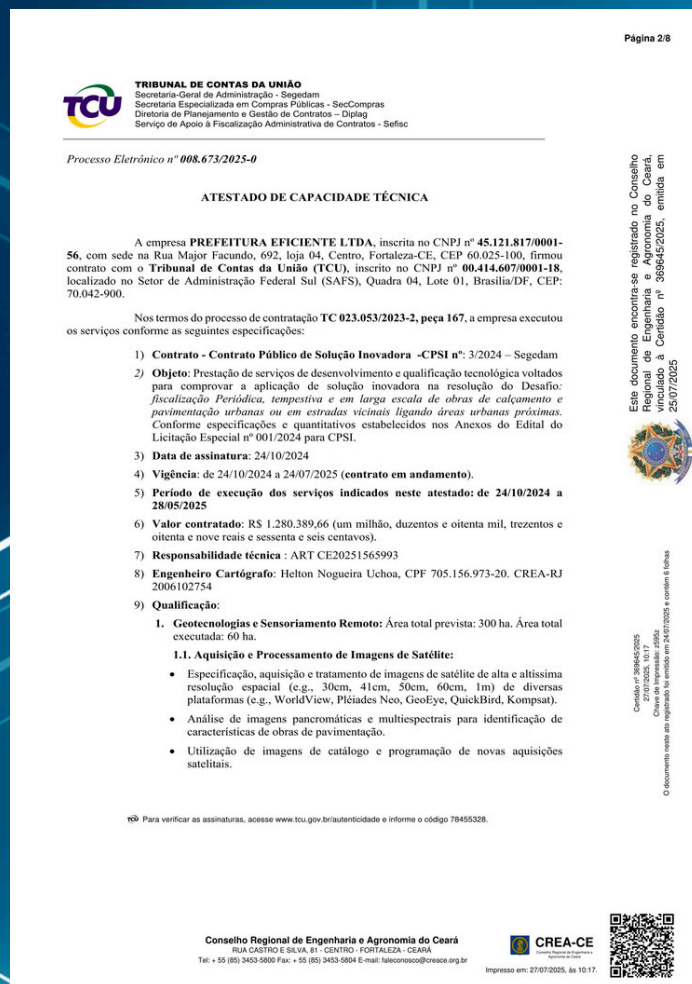 Página 2/8
TCU
TRIBUNAL DE CONTAS DA UNIÃO
Secretaria-Geral de Administração - Segedam
Secretaria Especializada em Compras Públicas - SecCompras
Diretoria de Planejamento e Gestão de Contratos – Diplag
Serviço de Apoio à Fiscalização Administrativa de Contratos - Sefisc
Processo Eletrônico nº 008.673/2025-0
ATESTADO DE CAPACIDADE TÉCNICA
A empresa PREFEITURA EFICIENTE LTDA, inscrita no CNPJ nº 45.121.817/0001-
56, com sede na Rua Major Facundo, 692, loja 04, Centro, Fortaleza-CE, CEP 60.025-100, firmou
contrato com o Tribunal de Contas da União (TCU), inscrito no CNPJ nº 00.414.607/0001-18,
localizado no Setor de Administração Federal Sul (SAFS), Quadra 04, Lote 01, Brasília/DF, CEP:
70.042-900.
Nos termos do processo de contratação TC 023.053/2023-2, peça 167, a empresa executou
os serviços conforme as seguintes especificações:
1) Contrato - Contrato Público de Solução Inovadora -CPSI nº: 3/2024 – Segedam
2) Objeto: Prestação de serviços de desenvolvimento e qualificação tecnológica voltados
para comprovar a aplicação de solução inovadora na resolução do Desafio:
fiscalização Periódica, tempestiva e em larga escala de obras de calçamento e
pavimentação urbanas ou em estradas vicinais ligando áreas urbanas próximas.
Conforme especificações e quantitativos estabelecidos nos Anexos do Edital do
Licitação Especial nº 001/2024 para CPSI.
3) Data de assinatura: 24/10/2024
4) Vigência: de 24/10/2024 a 24/07/2025 (contrato em andamento).
5) Período de execução dos serviços indicados neste atestado: de 24/10/2024 a
28/05/2025
6) Valor contratado: R$ 1.280.389,66 (um milhão, duzentos e oitenta mil, trezentos e
oitenta e nove reais e sessenta e seis centavos).
7) Responsabilidade técnica : ART CE20251565993
8) Engenheiro Cartógrafo: Helton Nogueira Uchoa, CPF 705.156.973-20. CREA-RJ
2006102754
9) Qualificação:
1. Geotecnologias e Sensoriamento Remoto: Área total prevista: 300 ha. Área total
executada: 60 ha.
1.1. Aquisição e Processamento de Imagens de Satélite:
• Especificação, aquisição e tratamento de imagens de satélite de alta e altíssima
resolução espacial (e.g., 30cm, 41cm, 50cm, 60cm, 1m) de diversas
plataformas (e.g., WorldView, Pléiades Neo, GeoEye, QuickBird, Kompsat).
• Análise de imagens pancromáticas e multiespectrais para identificação de
características de obras de pavimentação.
• Utilização de imagens de catálogo e programação de novas aquisições
satelitais.
TCU Para verificar as assinaturas, acesse www.tcu.gov.br/autenticidade e informe o código 78455328.
Este documento encontra-se registrado no Conselho
Regional de Engenharia e Agronomia do Ceará,
vinculado à Certidão nº 369645/2025, emitida em
25/07/2025
Certidão nº 369645/2025
27/07/2025, 10:17
Chave de Impressão: z595z
O documento neste ato registrado foi emitido em 24/07/2025 e contém 6 folhas
Conselho Regional de Engenharia e Agronomia do Ceará
RUA CASTRO E SILVA, 81 - CENTRO - FORTALEZA - CEARÁ
Tel: + 55 (85) 3453-5800 Fax: + 55 (85) 3453-5804 E-mail: faleconosco@creace.org.br
CREA-CE
Conselho Regional de Engenharia e
Agronomia do Ceará
Impresso em: 27/07/2025, às 10:17.